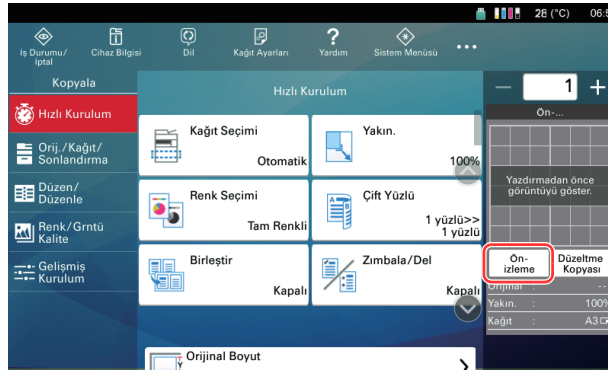 28 (°C) 06:5
İş Durumu/
İptal
Cihaz Bilgisi
Dil
Kağıt Ayarları
Yardım
Sistem Menüsü
Kopyala
Hızlı Kurulum
Orij./Kağıt/
Sonlandırma
Düzen/
Düzenle
Renk/Grntü
Kalite
Gelişmiş
Kurulum
Hızlı Kurulum
Kağıt Seçimi
Otomatik
Yakın.
100%
Renk Seçimi
Tam Renkli
Çift Yüzlü
1 yüzlü>>
1 yüzlü
Birleştir
Kapalı
Zımbala/Del
Kapalı
Orijinal Boyut
1
Ön-...
Yazdırmadan önce
görüntüyü göster.
Ön-
izleme
Düzeltme
Kopyası
Orijinal : --
Yakın. : 100%
Kağıt : A3